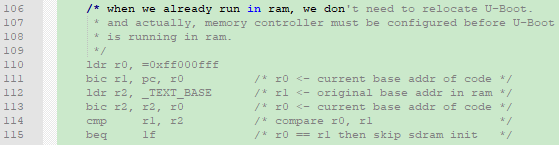 106 /* when we already run in ram, we don't need to relocate U-Boot.
107 * and actually, memory controller must be configured before U-Boot
108 * is running in ram.
109 */
110 ldr r0, =0xff000fff
111 bic r1, pc, r0 /* r0 <- current base addr of code */
112 ldr r2, _TEXT_BASE /* r1 <- original base addr in ram */
113 bic r2, r2, r0 /* r0 <- current base addr of code */
114 cmp r1, r2 /* compare r0, r1 */
115 beq 1f /* r0 == r1 then skip sdram init */